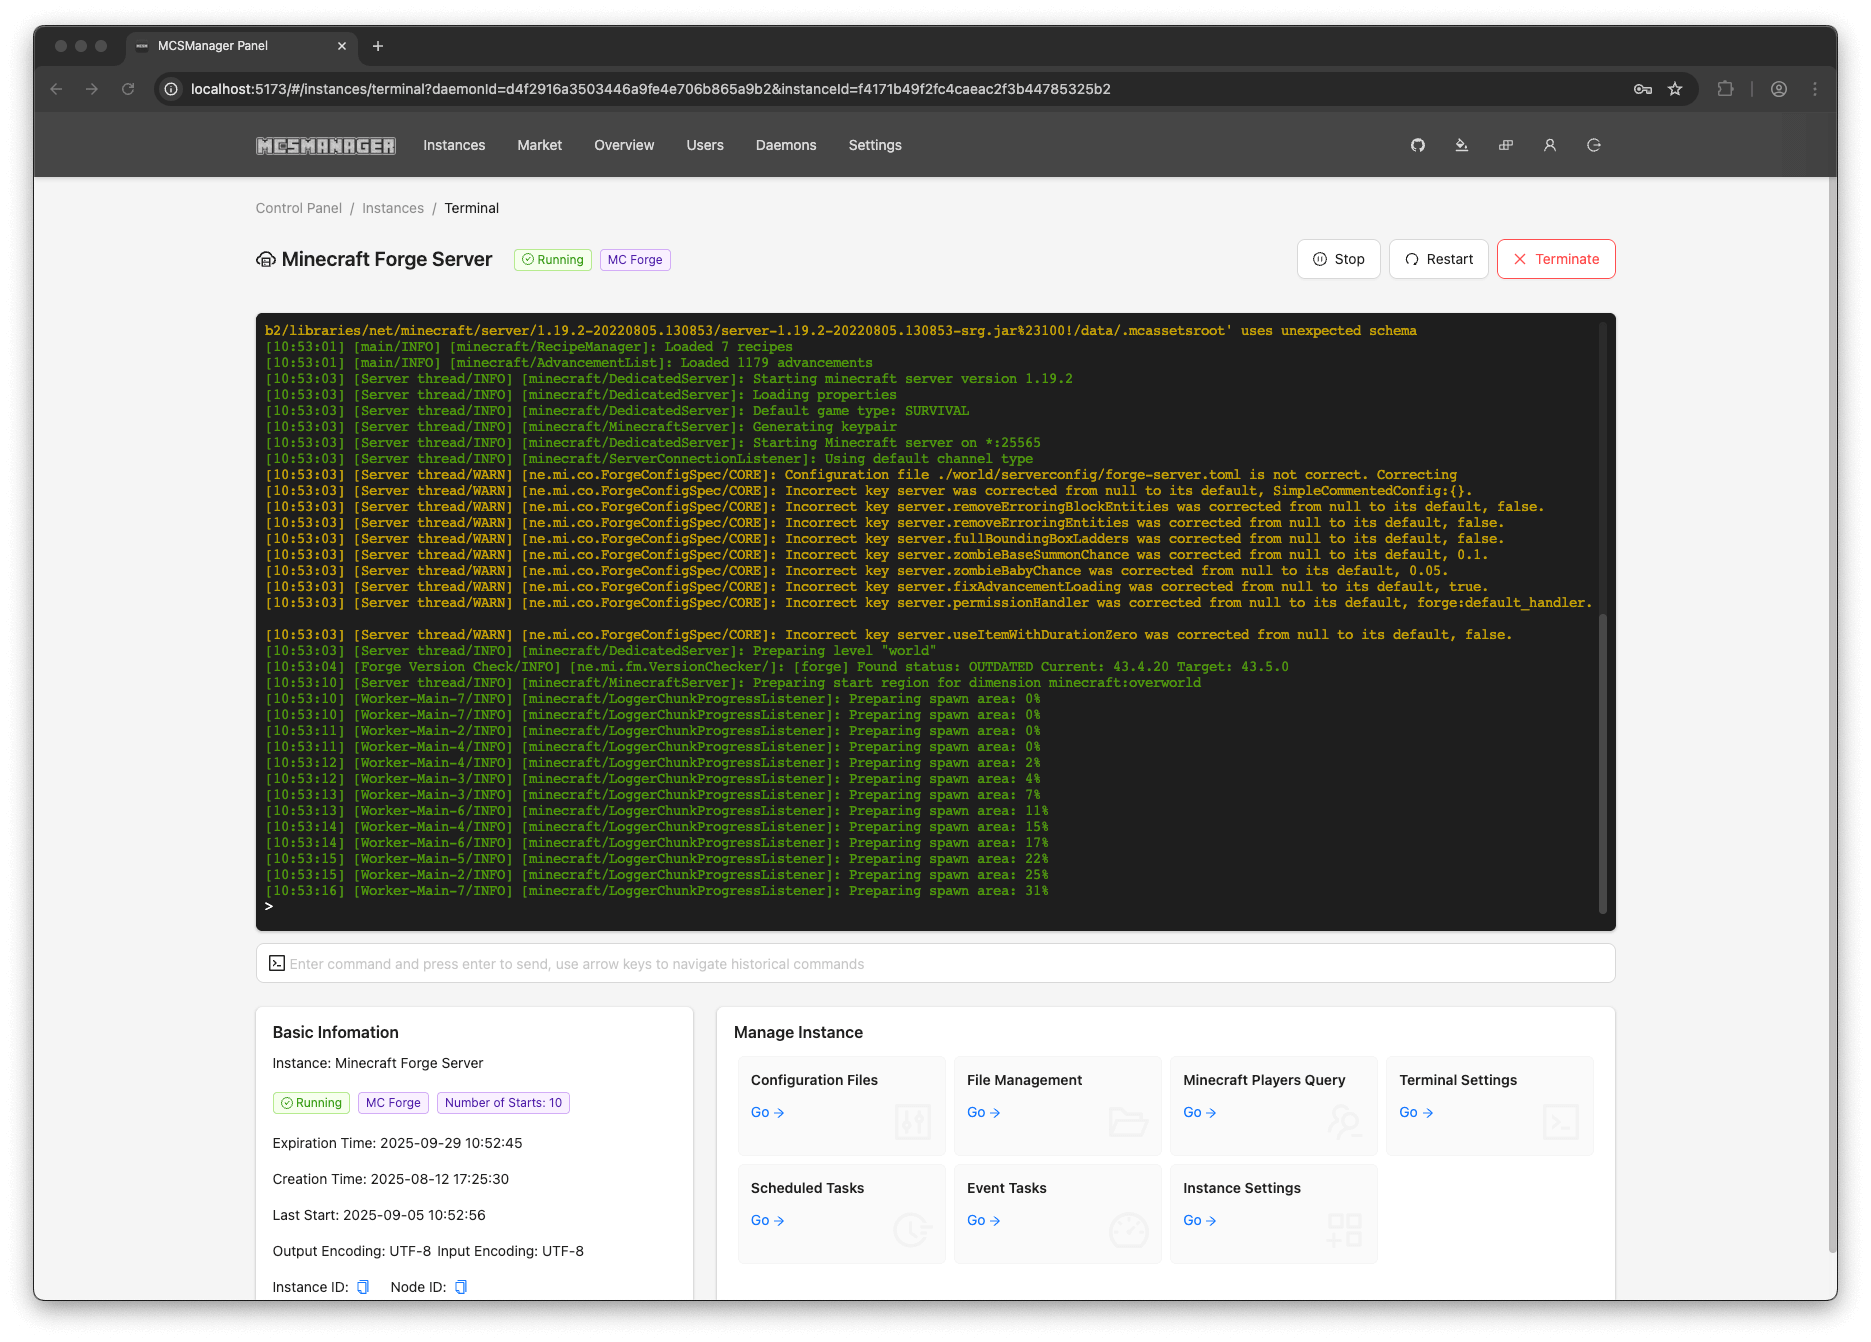 MCSManager Panel
localhost:5173/#/instances/terminal?daemonId=d4f2916a3503446a9fe4e706b865a9b2&instanceId=f4171b49f2fc4caeac2f3b44785325b2
MCSMANAGER Instances Market Overview Users Daemons Settings
Control Panel / Instances / Terminal
Minecraft Forge Server Running MC Forge Stop Restart Terminate
b2/libraries/net/minecraft/server/1.19.2-20220805.130853/server-1.19.2-20220805.130853-srg.jar%23100!/data/.mcassetsroot' uses unexpected schema
[10:53:01] [main/INFO] [minecraft/RecipeManager]: Loaded 7 recipes
[10:53:01] [main/INFO] [minecraft/AdvancementList]: Loaded 1179 advancements
[10:53:03] [Server thread/INFO] [minecraft/DedicatedServer]: Starting minecraft server version 1.19.2
[10:53:03] [Server thread/INFO] [minecraft/DedicatedServer]: Loading properties
[10:53:03] [Server thread/INFO] [minecraft/DedicatedServer]: Default game type: SURVIVAL
[10:53:03] [Server thread/INFO] [minecraft/MinecraftServer]: Generating keypair
[10:53:03] [Server thread/INFO] [minecraft/DedicatedServer]: Starting Minecraft server on *:25565
[10:53:03] [Server thread/INFO] [minecraft/ServerConnectionListener]: Using default channel type
[10:53:03] [Server thread/WARN] [ne.mi.co.ForgeConfigSpec/CORE]: Configuration file ./world/serverconfig/forge-server.toml is not correct. Correcting
[10:53:03] [Server thread/WARN] [ne.mi.co.ForgeConfigSpec/CORE]: Incorrect key server was corrected from null to its default, SimpleCommentedConfig:{}.
[10:53:03] [Server thread/WARN] [ne.mi.co.ForgeConfigSpec/CORE]: Incorrect key server.removeErroringBlockEntities was corrected from null to its default, false.
[10:53:03] [Server thread/WARN] [ne.mi.co.ForgeConfigSpec/CORE]: Incorrect key server.removeErroringEntities was corrected from null to its default, false.
[10:53:03] [Server thread/WARN] [ne.mi.co.ForgeConfigSpec/CORE]: Incorrect key server.fullBoundingBoxLadders was corrected from null to its default, false.
[10:53:03] [Server thread/WARN] [ne.mi.co.ForgeConfigSpec/CORE]: Incorrect key server.zombieBaseSummonChance was corrected from null to its default, 0.1.
[10:53:03] [Server thread/WARN] [ne.mi.co.ForgeConfigSpec/CORE]: Incorrect key server.zombieBabyChance was corrected from null to its default, 0.05.
[10:53:03] [Server thread/WARN] [ne.mi.co.ForgeConfigSpec/CORE]: Incorrect key server.fixAdvancementLoading was corrected from null to its default, true.
[10:53:03] [Server thread/WARN] [ne.mi.co.ForgeConfigSpec/CORE]: Incorrect key server.permissionHandler was corrected from null to its default, forge:default_handler.
[10:53:03] [Server thread/WARN] [ne.mi.co.ForgeConfigSpec/CORE]: Incorrect key server.useItemWithDurationZero was corrected from null to its default, false.
[10:53:03] [Server thread/INFO] [minecraft/DedicatedServer]: Preparing level "world"
[10:53:04] [Forge Version Check/INFO] [ne.mi.fm.VersionChecker/]: [forge] Found status: OUTDATED Current: 43.4.20 Target: 43.5.0
[10:53:10] [Server thread/INFO] [minecraft/MinecraftServer]: Preparing start region for dimension minecraft:overworld
[10:53:10] [Worker-Main-7/INFO] [minecraft/LoggerChunkProgressListener]: Preparing spawn area: 0%
[10:53:10] [Worker-Main-7/INFO] [minecraft/LoggerChunkProgressListener]: Preparing spawn area: 0%
[10:53:11] [Worker-Main-2/INFO] [minecraft/LoggerChunkProgressListener]: Preparing spawn area: 0%
[10:53:11] [Worker-Main-4/INFO] [minecraft/LoggerChunkProgressListener]: Preparing spawn area: 0%
[10:53:12] [Worker-Main-4/INFO] [minecraft/LoggerChunkProgressListener]: Preparing spawn area: 2%
[10:53:12] [Worker-Main-3/INFO] [minecraft/LoggerChunkProgressListener]: Preparing spawn area: 4%
[10:53:13] [Worker-Main-3/INFO] [minecraft/LoggerChunkProgressListener]: Preparing spawn area: 7%
[10:53:13] [Worker-Main-6/INFO] [minecraft/LoggerChunkProgressListener]: Preparing spawn area: 11%
[10:53:14] [Worker-Main-4/INFO] [minecraft/LoggerChunkProgressListener]: Preparing spawn area: 15%
[10:53:14] [Worker-Main-6/INFO] [minecraft/LoggerChunkProgressListener]: Preparing spawn area: 17%
[10:53:15] [Worker-Main-5/INFO] [minecraft/LoggerChunkProgressListener]: Preparing spawn area: 22%
[10:53:15] [Worker-Main-2/INFO] [minecraft/LoggerChunkProgressListener]: Preparing spawn area: 25%
[10:53:16] [Worker-Main-7/INFO] [minecraft/LoggerChunkProgressListener]: Preparing spawn area: 31%
>
Enter command and press enter to send, use arrow keys to navigate historical commands
Basic Infomation
Instance: Minecraft Forge Server
Running MC Forge Number of Starts: 10
Expiration Time: 2025-09-29 10:52:45
Creation Time: 2025-08-12 17:25:30
Last Start: 2025-09-05 10:52:56
Output Encoding: UTF-8 Input Encoding: UTF-8
Instance ID: Node ID:
Manage Instance
Configuration Files
Go →
File Management
Go →
Minecraft Players Query
Go →
Terminal Settings
Go →
Scheduled Tasks
Go →
Event Tasks
Go →
Instance Settings
Go →